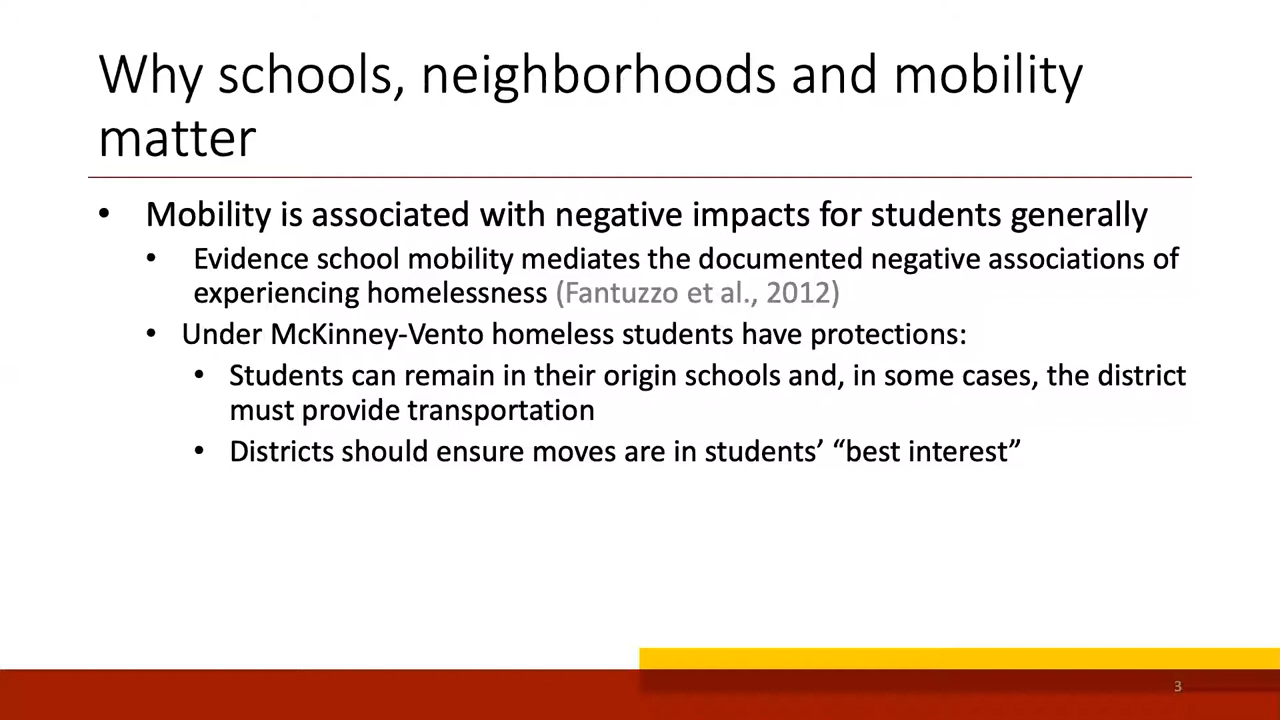 Why schools, neighborhoods and mobility
matter
• Mobility is associated with negative impacts for students generally
• Evidence school mobility mediates the documented negative associations of
experiencing homelessness (Fantuzzo et al., 2012)
• Under McKinney-Vento homeless students have protections:
• Students can remain in their origin schools and, in some cases, the district
must provide transportation
• Districts should ensure moves are in students’ “best interest”
3